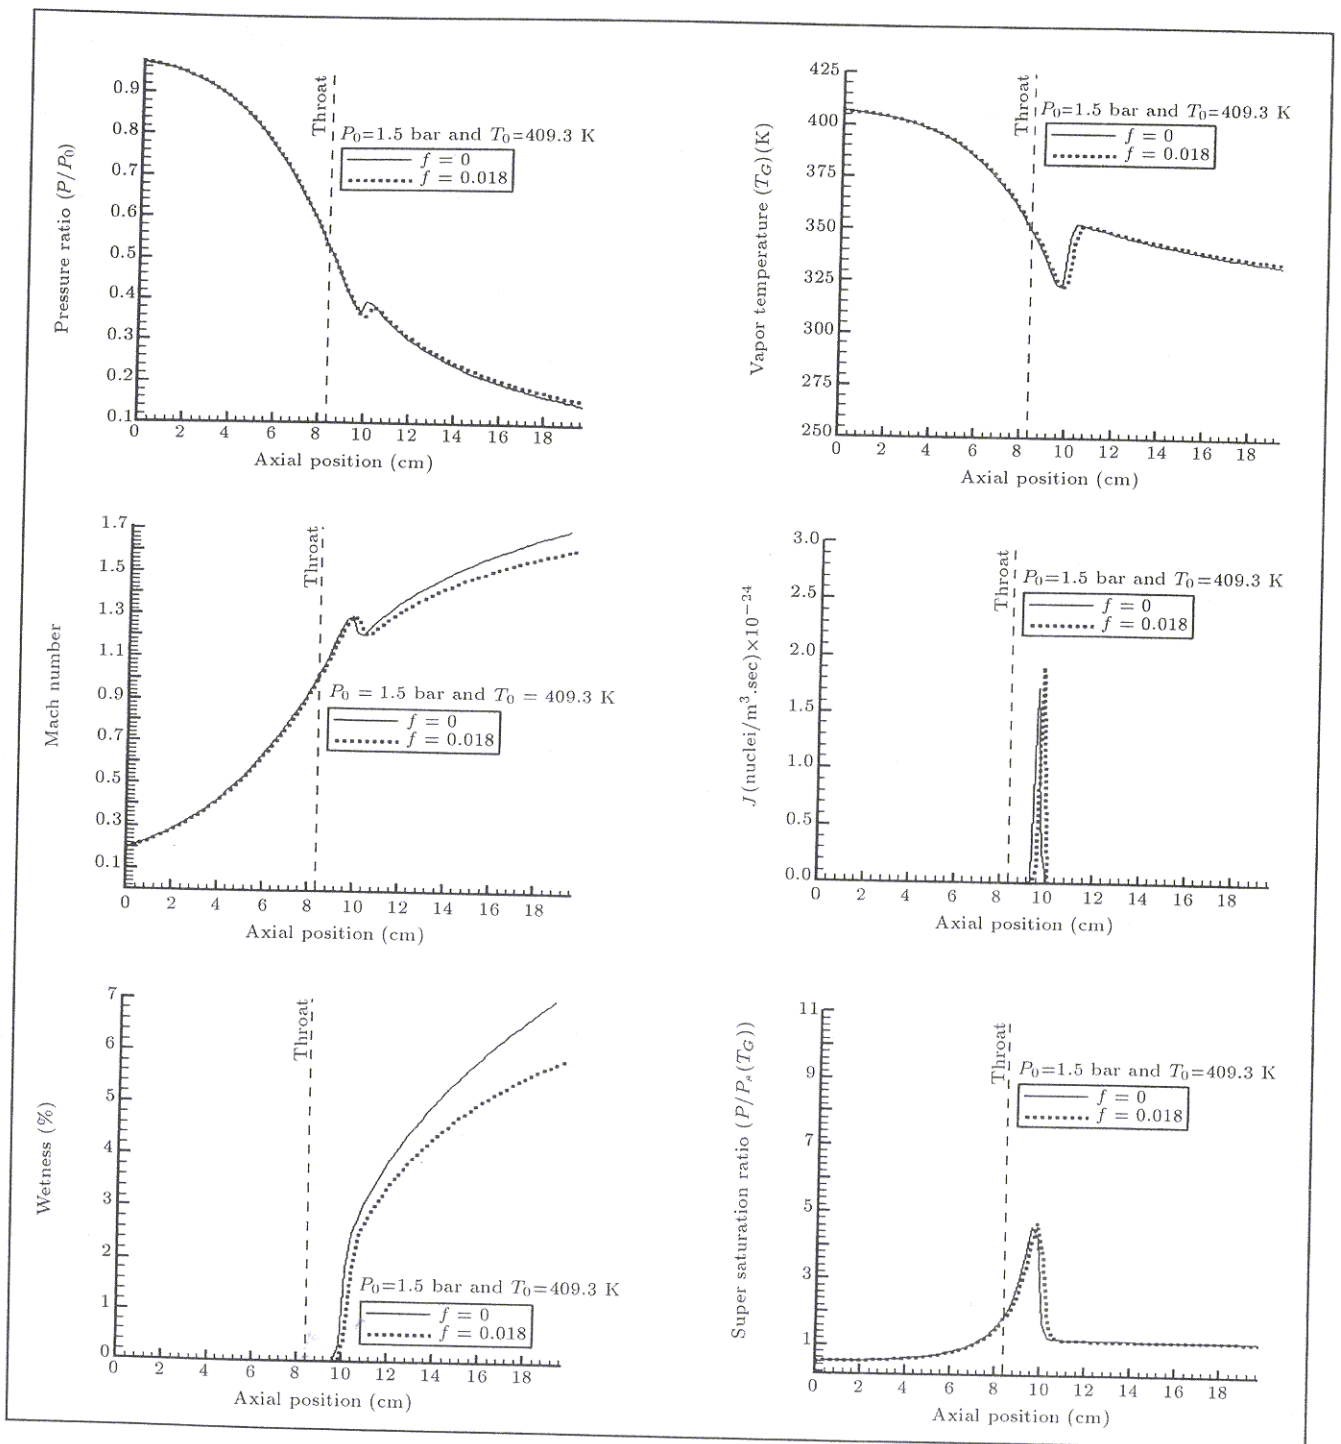 Pressure ratio (P/P₀)
0.9
0.8
0.7
0.6
0.5
0.4
0.3
0.2
0.1
0 2 4 6 8 10 12 14 16 18
Axial position (cm)
Throat
P₀=1.5 bar and T₀=409.3 K
f = 0
f = 0.018
Vapor temperature (T_G)(K)
425
400
375
350
325
300
275
250
0 2 4 6 8 10 12 14 16 18
Axial position (cm)
Throat
P₀=1.5 bar and T₀=409.3 K
f = 0
f = 0.018
Mach number
1.7
1.5
1.3
1.1
0.9
0.7
0.5
0.3
0.1
0 2 4 6 8 10 12 14 16 18
Axial position (cm)
Throat
P₀ = 1.5 bar and T₀ = 409.3 K
f = 0
f = 0.018
J(nuclei/m³.sec)×10⁻²⁴
3.0
2.5
2.0
1.5
1.0
0.5
0.0
0 2 4 6 8 10 12 14 16 18
Axial position (cm)
Throat
P₀=1.5 bar and T₀=409.3 K
f = 0
f = 0.018
Wetness (%)
7
6
5
4
3
2
1
0
0 2 4 6 8 10 12 14 16 18
Axial position (cm)
Throat
P₀=1.5 bar and T₀=409.3 K
f = 0
f = 0.018
Super saturation ratio (P/Pₛ(T_G))
11
9
7
5
3
1
0 2 4 6 8 10 12 14 16 18
Axial position (cm)
Throat
P₀=1.5 bar and T₀=409.3 K
f = 0
f = 0.018